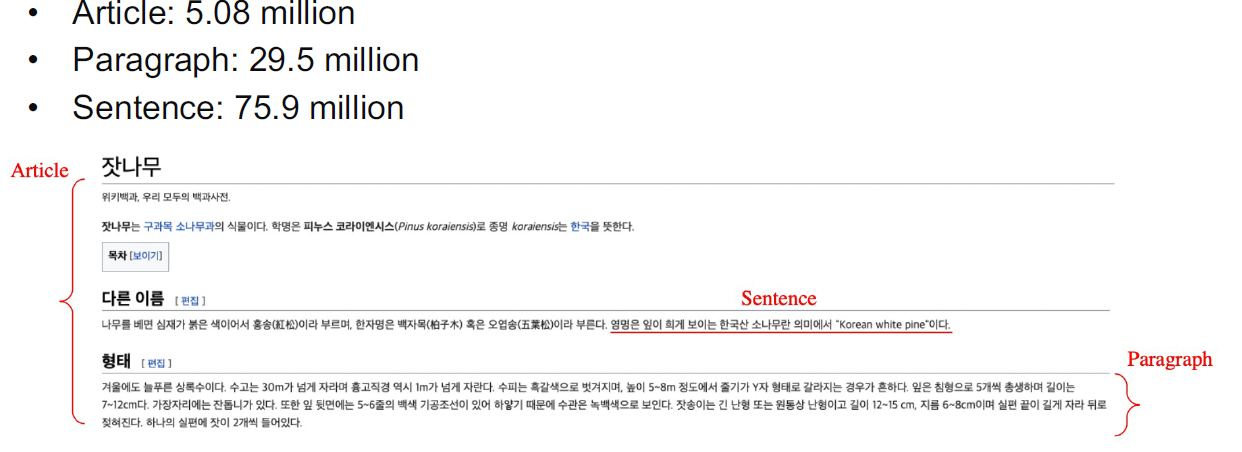 • Article: 5.08 million
• Paragraph: 29.5 million
• Sentence: 75.9 million
Article
잣나무
위키백과, 우리 모두의 백과사전.
잣나무는 구과목 소나무과의 식물이다. 학명은 피누스 코라이엔시스(Pinus koraiensis)로 종명 koraiensis는 한국을 뜻한다.
목차 [보이기]
다른 이름 [ 편집 ]
Sentence
나무를 베면 심재가 붉은 색이어서 홍송(紅松)이라 부르며, 한자명은 백자목(柏子木) 혹은 오엽송(五葉松)이라 부른다. 영명은 잎이 희게 보이는 한국산 소나무란 의미에서 "Korean white pine"이다.
형태 [ 편집 ]
Paragraph
겨울에도 늘푸른 상록수이다. 수고는 30m가 넘게 자라며 흉고직경 역시 1m가 넘게 자란다. 수피는 흑갈색으로 벗겨지며, 높이 5~8m 정도에서 줄기가 Y자 형태로 갈라지는 경우가 흔하다. 잎은 침형으로 5개씩 총생하며 길이는
7~12cm다. 가장자리에는 잔톱니가 있다. 또한 잎 뒷면에는 5~6줄의 백색 기공조선이 있어 하얗기 때문에 수관은 녹백색으로 보인다. 잣송이는 긴 난형 또는 원통상 난형이고 길이 12~15 cm, 지름 6~8cm이며 실편 끝이 길게 자라 뒤로
젖혀진다. 하나의 실편에 잣이 2개씩 들어있다.